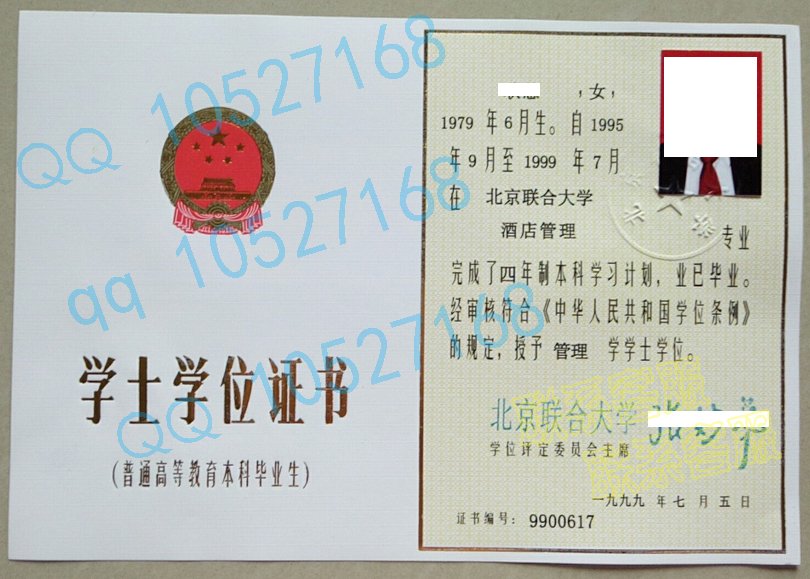 QQ 10527168
qq 10527168
QQ 10527168
学士学位证书
(普通高等教育本科毕业生)
,女,
1979 年 6 月生。自 1995
年 9 月至 1999 年 7 月
在 北京联合大学
酒店管理 专业
完成了四年制本科学习计划,业已毕业。
经审核符合《中华人民共和国学位条例》
的规定,授予 管理 学学士学位。
北京联合大学
学位评定委员会主席
一九九九 年 七 月 五 日
证书编号: 9900617